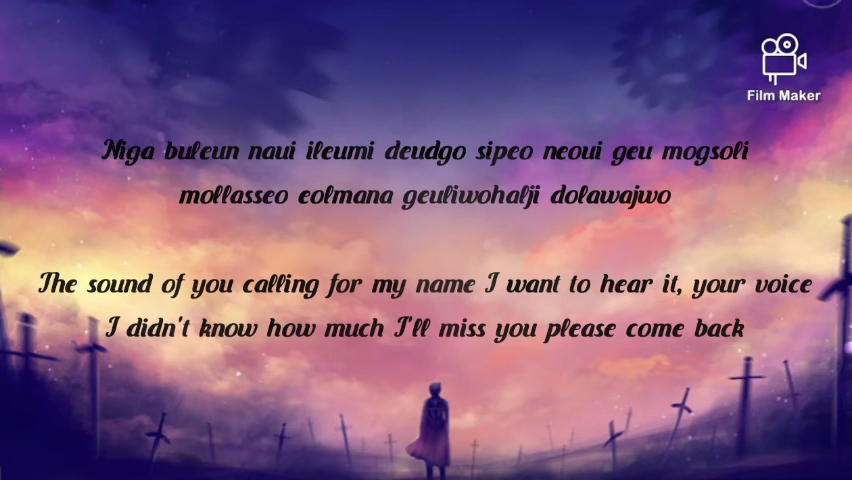 Film Maker
Niga buleun naui ileumi deudgo sipeo neoui geu mogsoli
mollasseo eolmana geuliwohalji dolawajwo
The sound of you calling for my name I want to hear it, your voice
I didn't know how much I'll miss you please come back